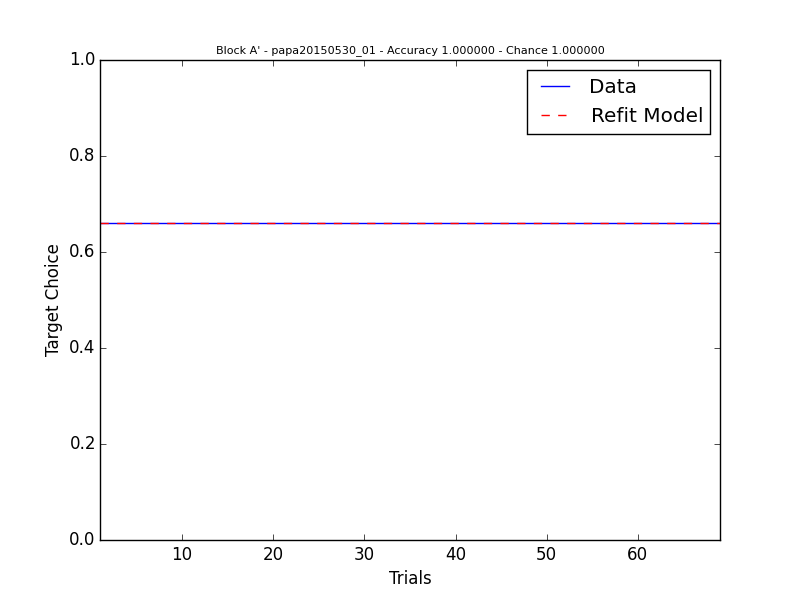 Block A' - papa20150530_01 - Accuracy 1.000000 - Chance 1.000000
1.0
0.8
0.6
0.4
0.2
0.0
Target Choice
Data
Refit Model
10 20 30 40 50 60
Trials